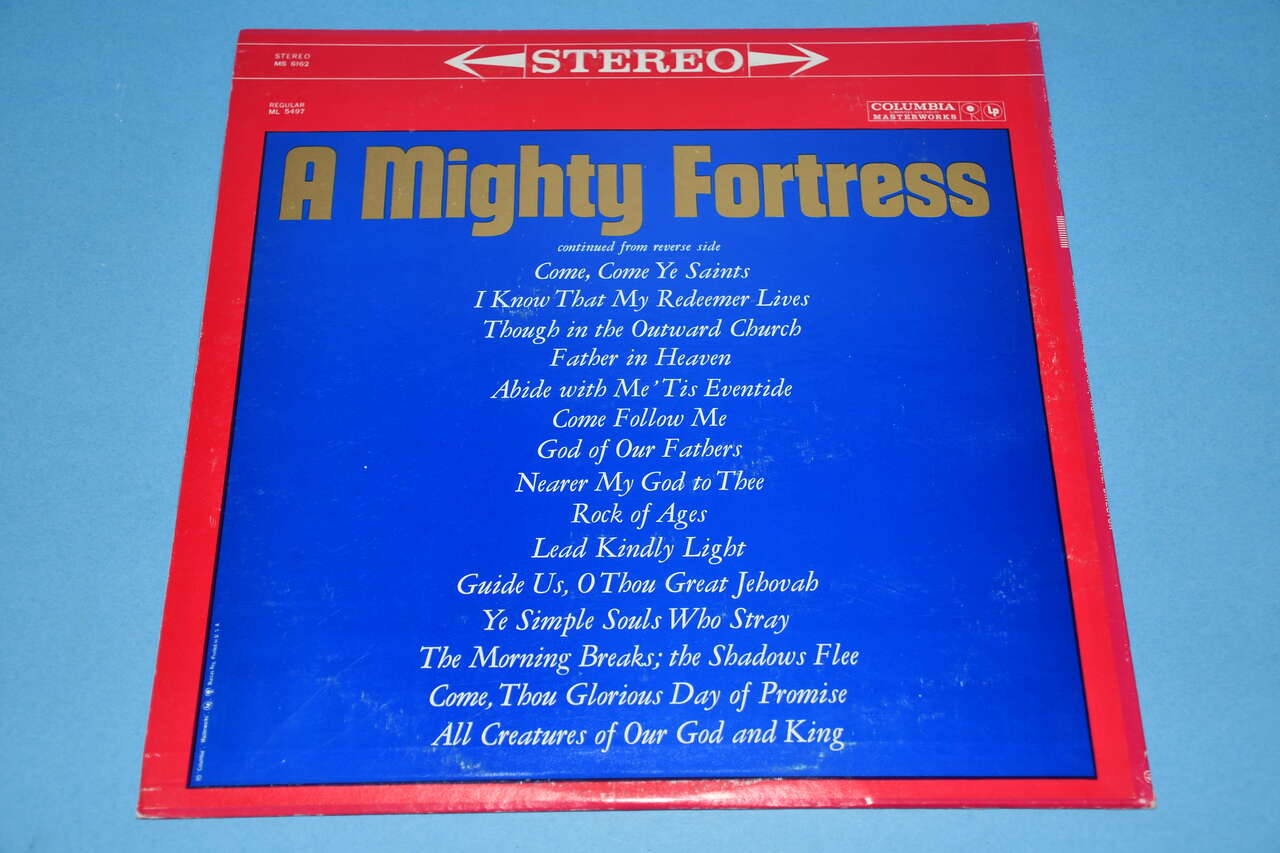 STEREO
MS 6162
STEREO
REGULAR
ML 5497
COLUMBIA
MASTERWORKS
Lp
A Mighty Fortress
continued from reverse side
Come, Come Ye Saints
I Know That My Redeemer Lives
Though in the Outward Church
Father in Heaven
Abide with Me 'Tis Eventide
Come Follow Me
God of Our Fathers
Nearer My God to Thee
Rock of Ages
Lead Kindly Light
Guide Us, O Thou Great Jehovah
Ye Simple Souls Who Stray
The Morning Breaks; the Shadows Flee
Come, Thou Glorious Day of Promise
All Creatures of Our God and King